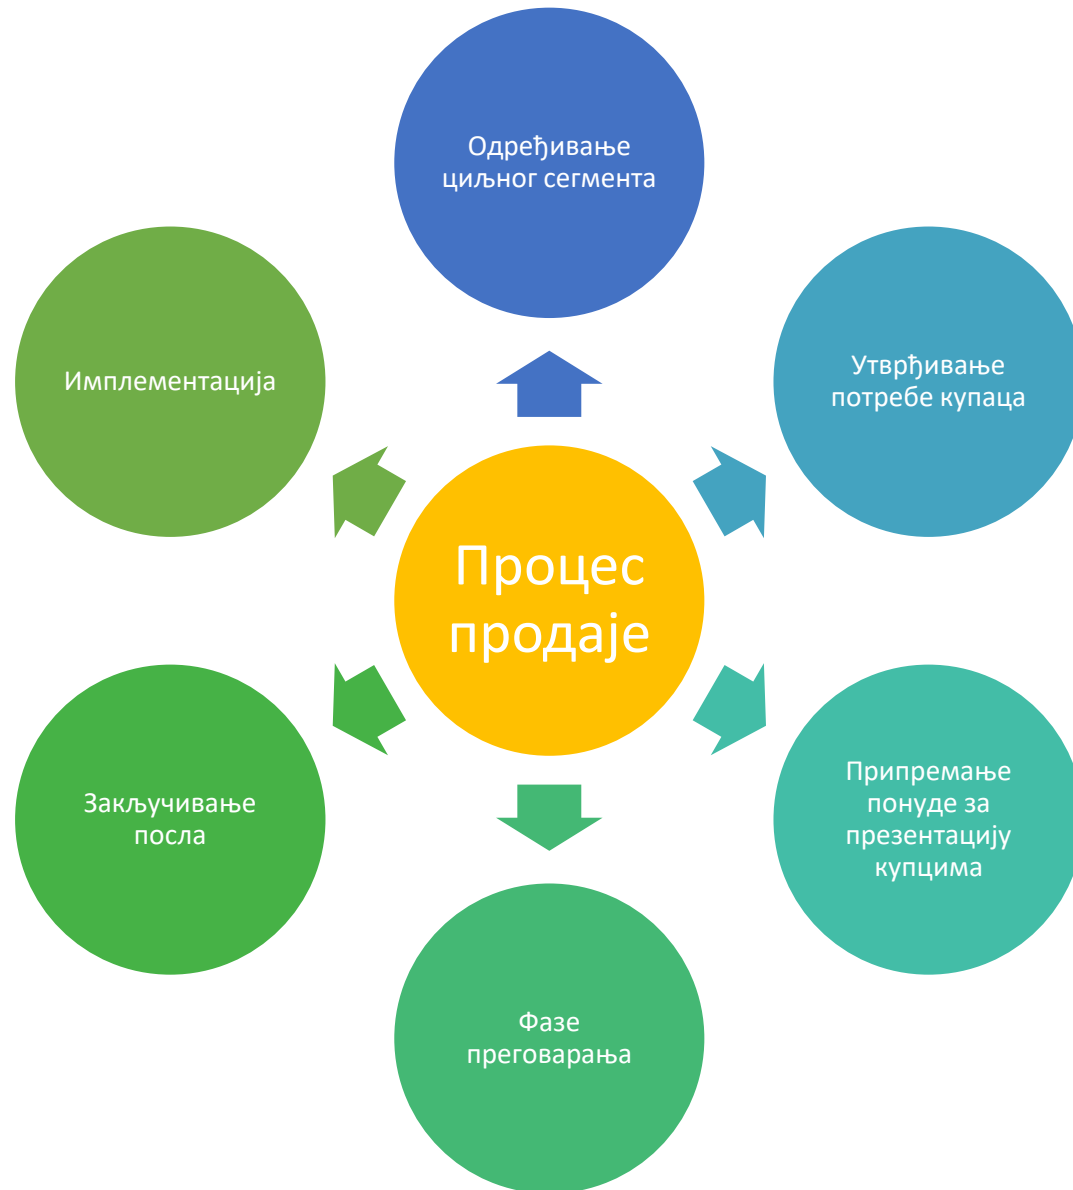 Одређивање
циљног сегмента
Утврђивање
потребе купаца
Припремање
понуде за
презентацију
купцима
Фазе
преговарања
Закључивање
посла
Имплементација
Процес
продаје